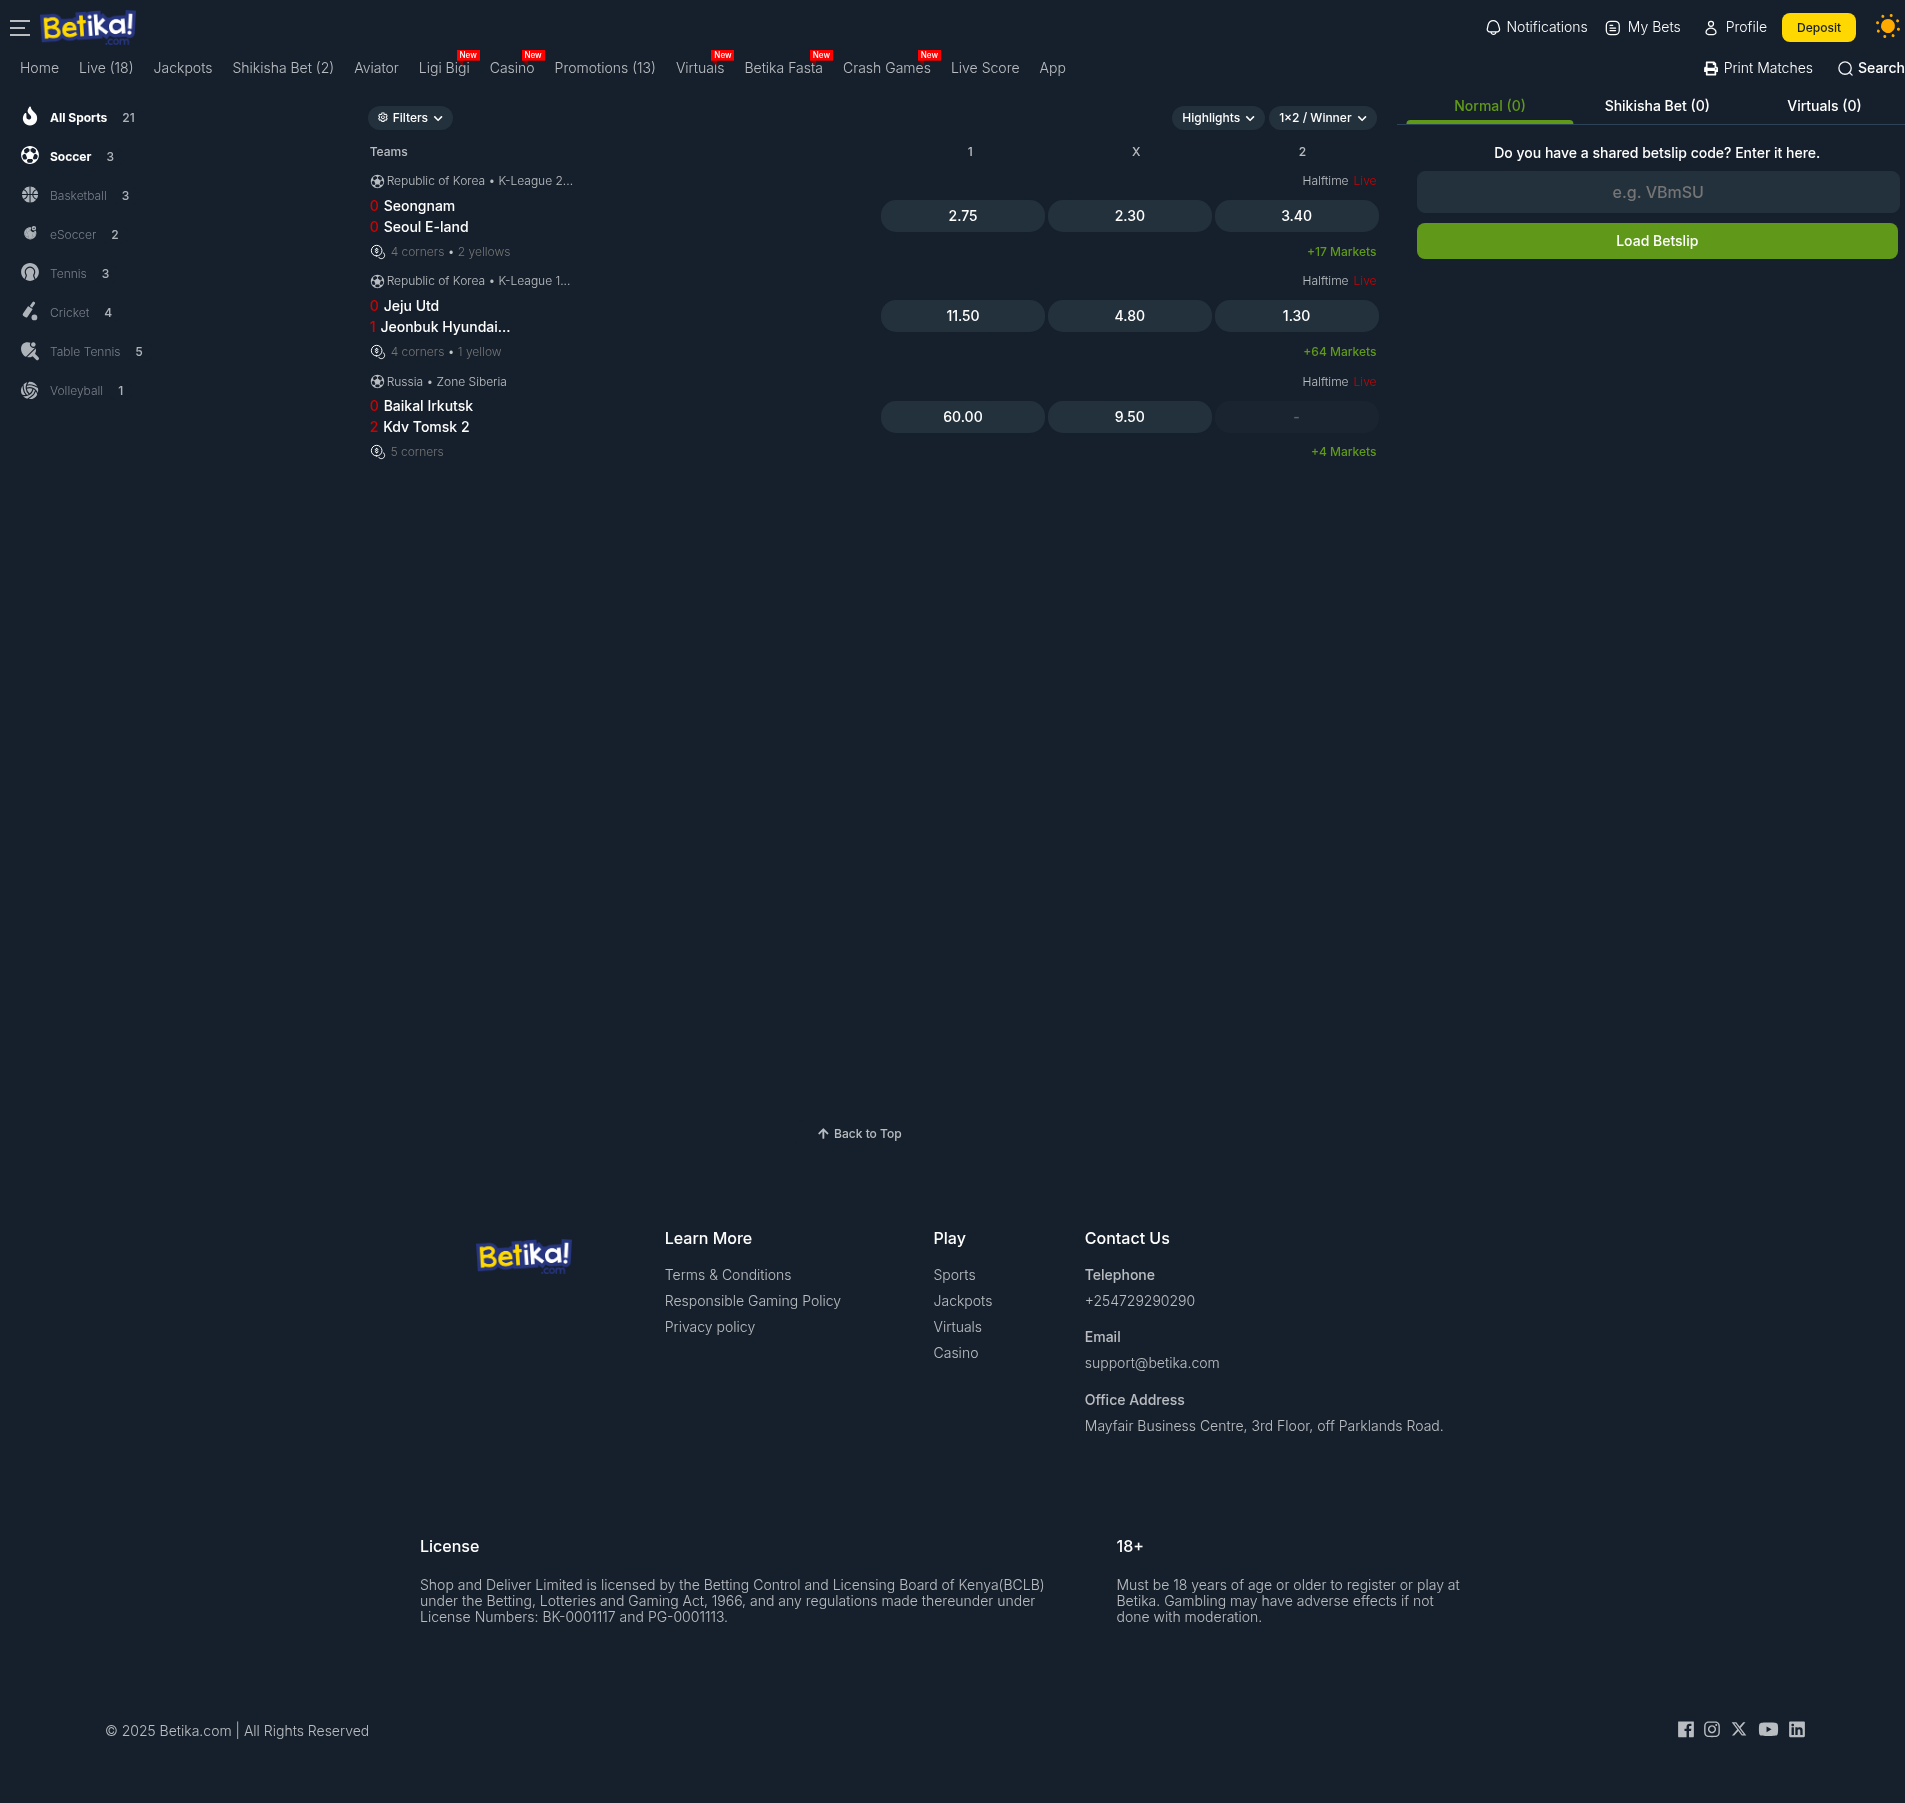 Betika!
.com
Notifications
My Bets
Profile
Deposit
Home
Live (18)
Jackpots
Shikisha Bet (2)
Aviator
Ligi Bigi
New
Casino
New
Promotions (13)
Virtuals
New
Betika Fasta
New
Crash Games
New
Live Score
App
Print Matches
Search
All Sports 21
Soccer 3
Basketball 3
eSoccer 2
Tennis 3
Cricket 4
Table Tennis 5
Volleyball 1
Filters
Highlights
1x2 / Winner
Teams 1 X 2
Republic of Korea • K-League 2...
Halftime Live
0 Seongnam
0 Seoul E-land
2.75 2.30 3.40
4 corners • 2 yellows
+17 Markets
Republic of Korea • K-League 1...
Halftime Live
0 Jeju Utd
1 Jeonbuk Hyundai...
11.50 4.80 1.30
4 corners • 1 yellow
+64 Markets
Russia • Zone Siberia
Halftime Live
0 Baikal Irkutsk
2 Kdv Tomsk 2
60.00 9.50 -
5 corners
+4 Markets
Normal (0)
Shikisha Bet (0)
Virtuals (0)
Do you have a shared betslip code? Enter it here.
e.g. VBmSU
Load Betslip
Back to Top
Betika!
.com
Learn More
Terms & Conditions
Responsible Gaming Policy
Privacy policy
Play
Sports
Jackpots
Virtuals
Casino
Contact Us
Telephone
+254729290290
Email
support@betika.com
Office Address
Mayfair Business Centre, 3rd Floor, off Parklands Road.
License
Shop and Deliver Limited is licensed by the Betting Control and Licensing Board of Kenya(BCLB)
under the Betting, Lotteries and Gaming Act, 1966, and any regulations made thereunder under
License Numbers: BK-0001117 and PG-0001113.
18+
Must be 18 years of age or older to register or play at
Betika. Gambling may have adverse effects if not
done with moderation.
© 2025 Betika.com | All Rights Reserved